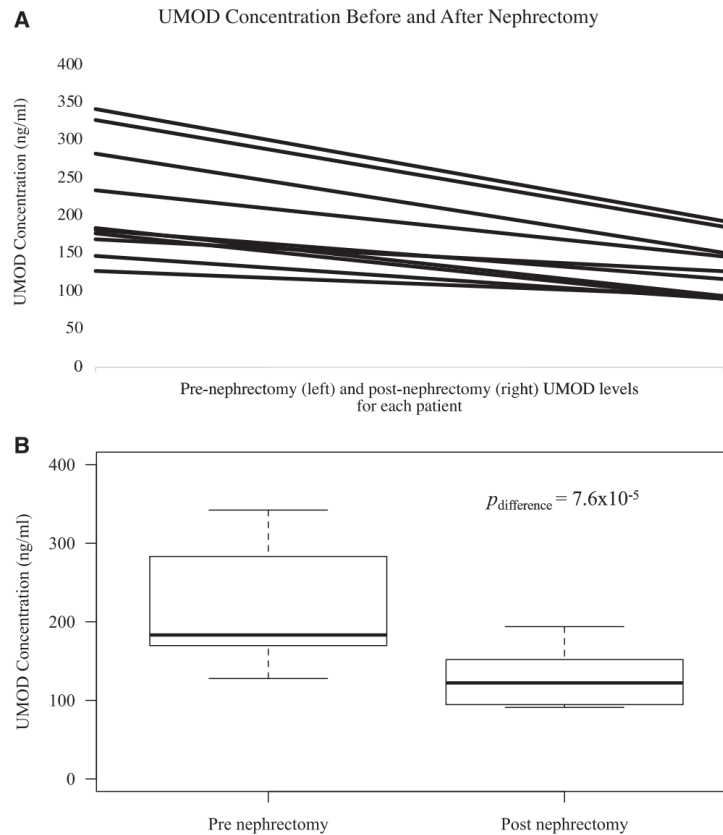 A
UMOD Concentration Before and After Nephrectomy
UMOD Concentration (ng/ml)
400
350
300
250
200
150
100
50
0
Pre-nephrectomy (left) and post-nephrectomy (right) UMOD levels
for each patient
B
UMOD Concentration (ng/ml)
400
300
200
100
0
p difference = 7.6x10-5
Pre nephrectomy
Post nephrectomy